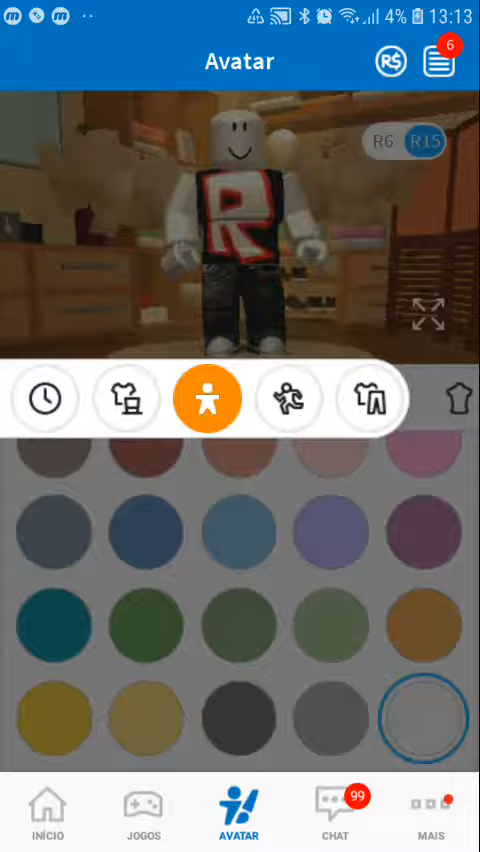 4% 13:13
Avatar
R$
6
R6 R15
R
99
INÍCIO JOGOS AVATAR CHAT MAIS